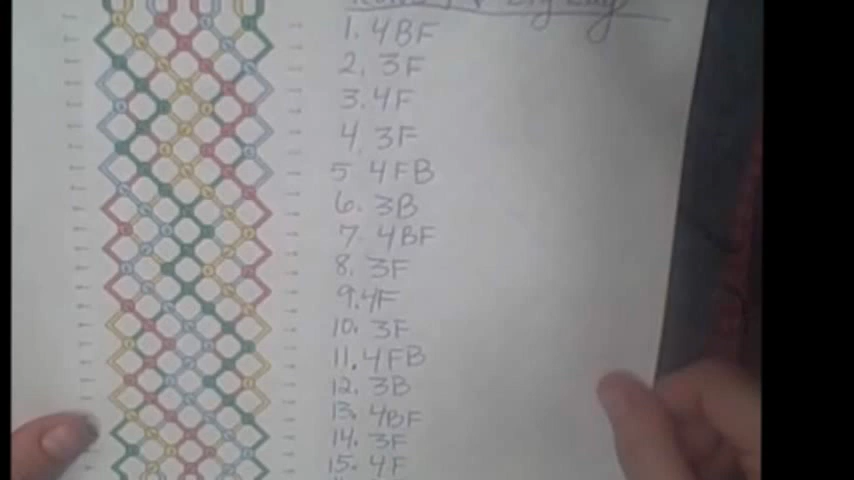 1. 4BF
2. 3F
3. 4F
4. 3F
5 4FB
6. 3B
7. 4BF
8. 3F
9. 4F
10. 3F
11. 4FB
12. 3B
13. 4BF
14. 3F
15. 4F